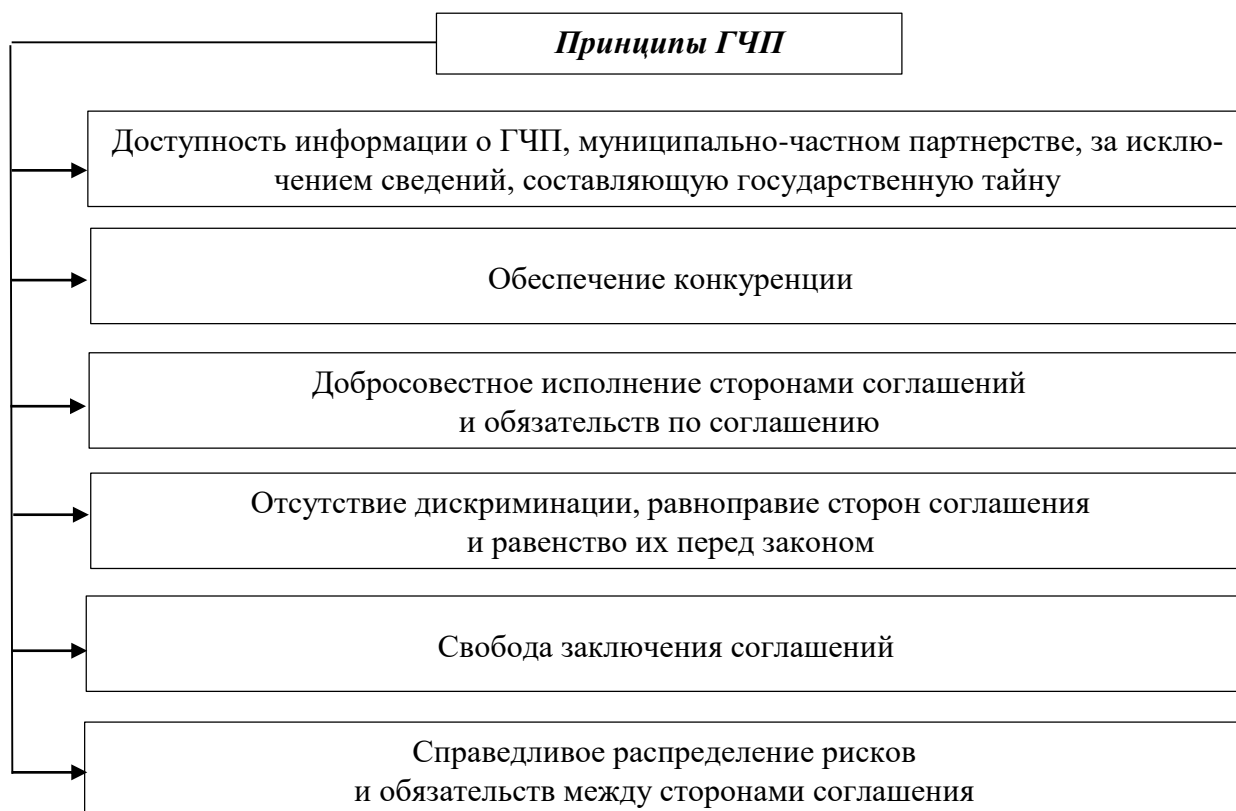 Принципы ГЧП
Доступность информации о ГЧП, муниципально-частном партнерстве, за исклю-
чением сведений, составляющую государственную тайну
Обеспечение конкуренции
Добросовестное исполнение сторонами соглашений
и обязательств по соглашению
Отсутствие дискриминации, равноправие сторон соглашения
и равенство их перед законом
Свобода заключения соглашений
Справедливое распределение рисков
и обязательств между сторонами соглашения